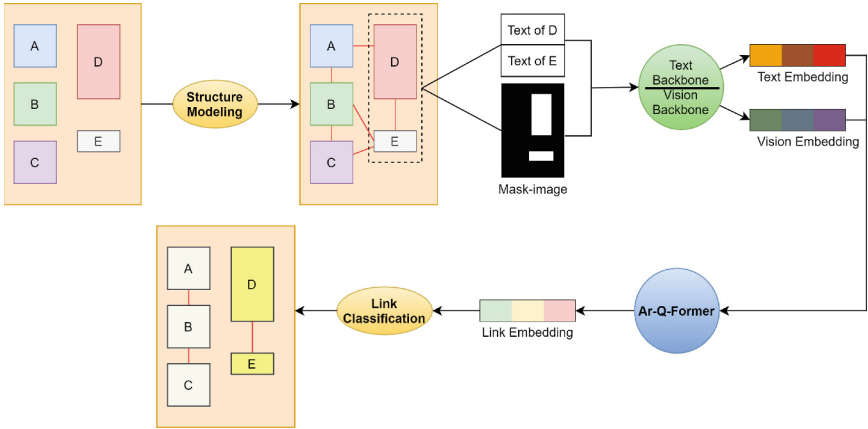 A
D
B
E
C
Structure
Modeling
A
D
B
E
C
Text of D
Text of E
Mask-image
Text
Backbone
Vision
Backbone
Text Embedding
Vision Embedding
A
D
B
E
C
Link
Classification
Link Embedding
Ar-Q-Former